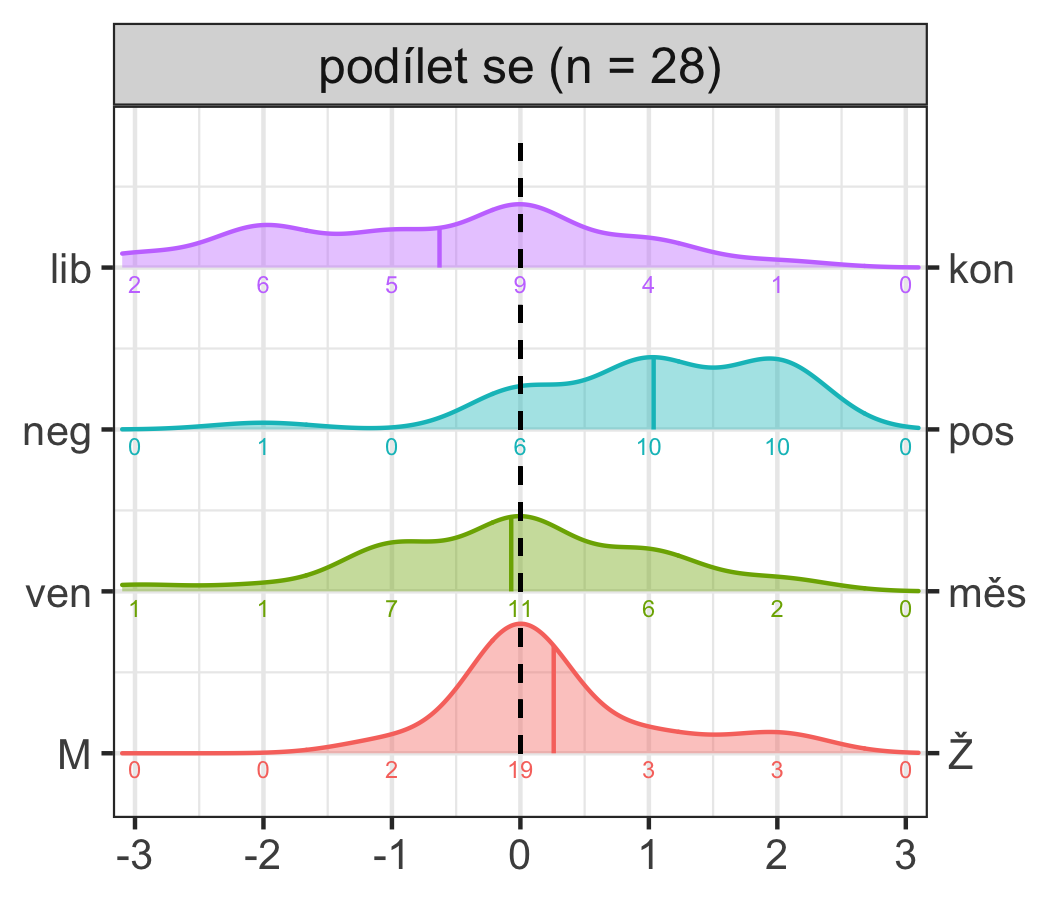 podílet se (n = 28)
lib kon
2 6 5 9 4 1 0
neg pos
0 1 0 6 10 10 0
ven měs
1 1 7 11 6 2 0
M Ž
0 0 2 19 3 3 0
-3 -2 -1 0 1 2 3